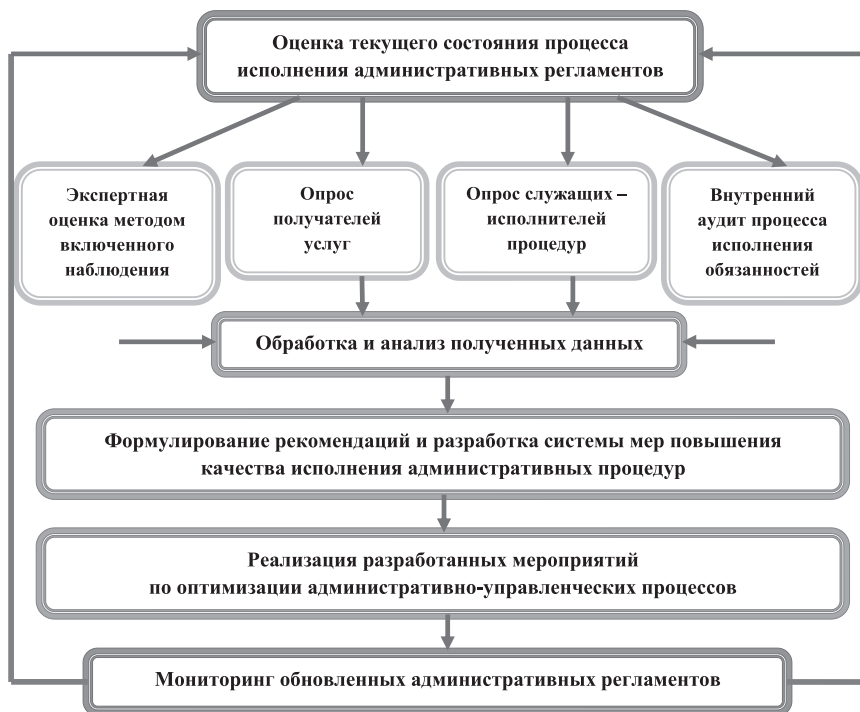 Оценка текущего состояния процесса
исполнения административных регламентов
Экспертная
оценка методом
включенного
наблюдения
Опрос
получателей
услуг
Опрос служащих –
исполнителей
процедур
Внутренний
аудит процесса
исполнения
обязанностей
Обработка и анализ полученных данных
Формулирование рекомендаций и разработка системы мер повышения
качества исполнения административных процедур
Реализация разработанных мероприятий
по оптимизации административно-управленческих процессов
Мониторинг обновленных административных регламентов